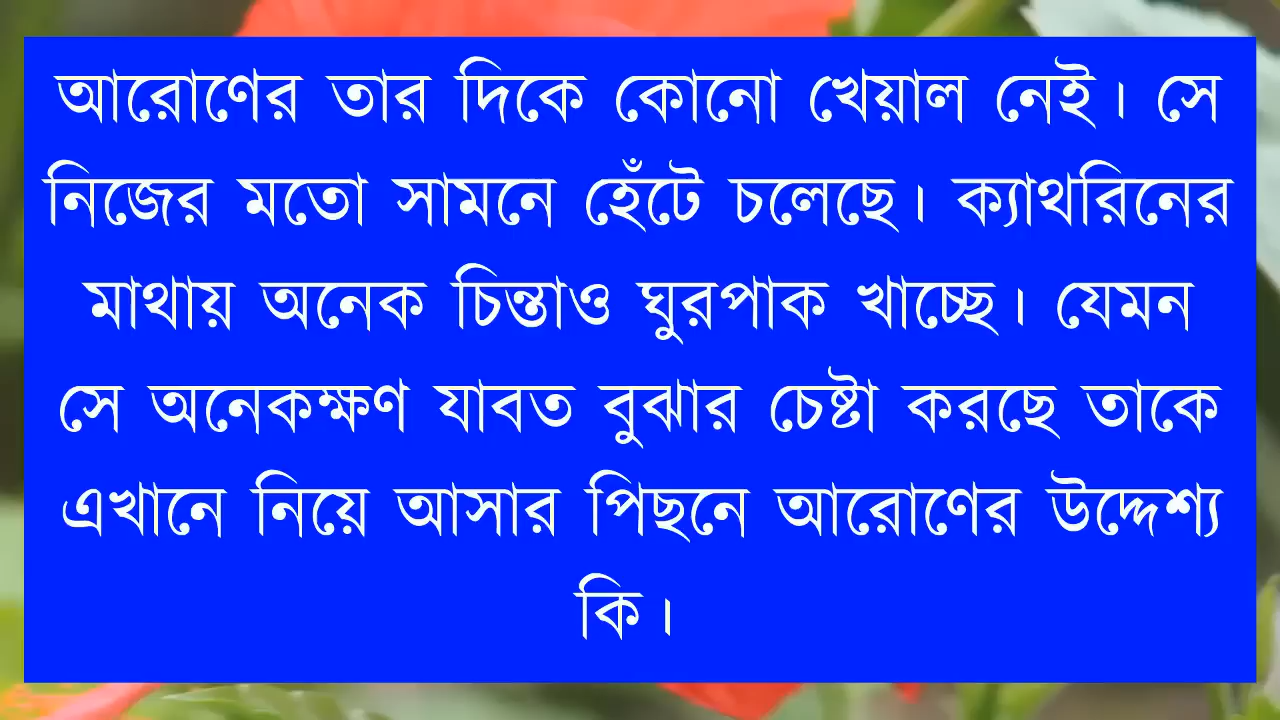 আরোণের তার দিকে কোনো খেয়াল নেই। সে
নিজের মতো সামনে হেঁটে চলেছে। ক্যাথরিনের
মাথায় অনেক চিন্তাও ঘুরপাক খাচ্ছে। যেমন
সে অনেকক্ষণ যাবত বুঝার চেষ্টা করছে তাকে
এখানে নিয়ে আসার পিছনে আরোণের উদ্দেশ্য
কি।